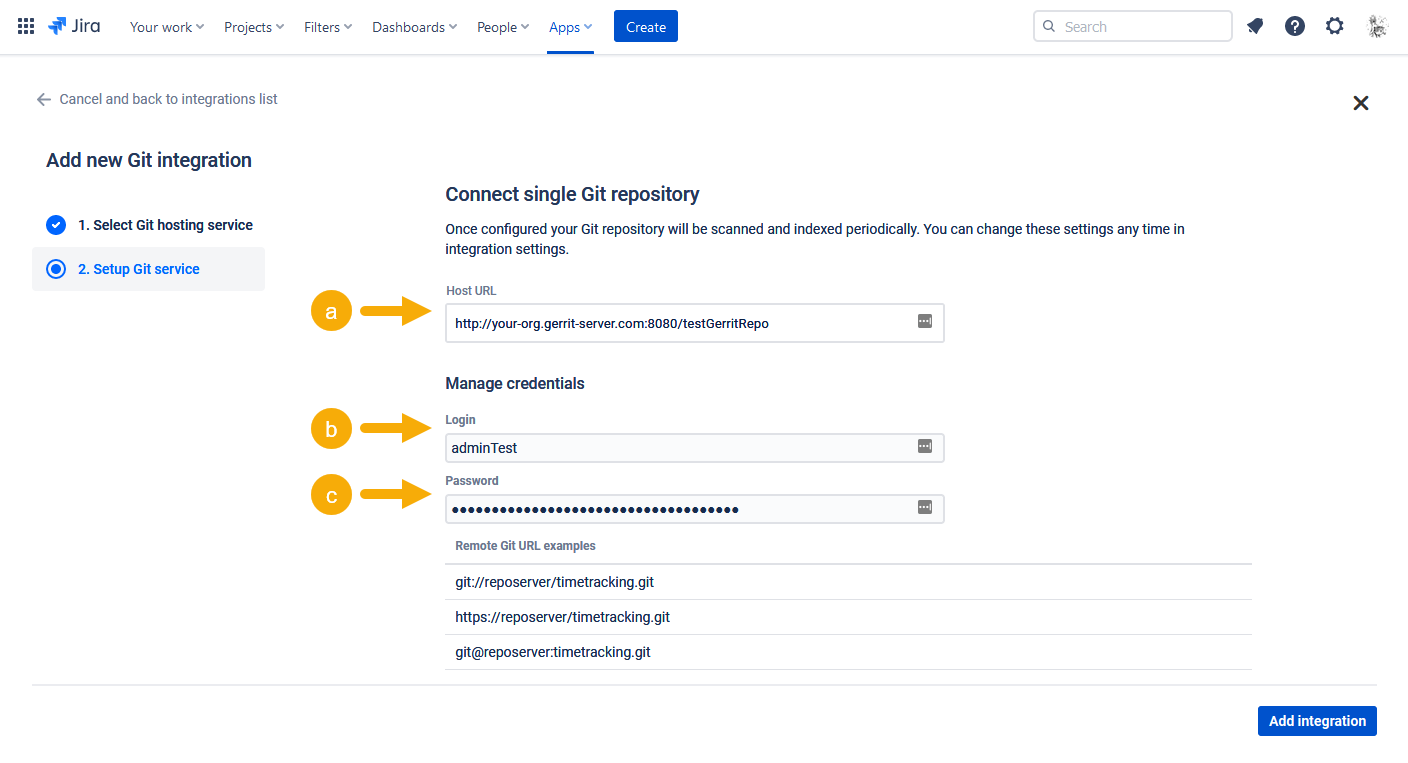 Jira Your work Projects Filters Dashboards People Apps Create Search
Cancel and back to integrations list
Add new Git integration
1. Select Git hosting service
2. Setup Git service
Connect single Git repository
Once configured your Git repository will be scanned and indexed periodically. You can change these settings any time in
integration settings.
Host URL
a
http://your-org.gerrit-server.com:8080/testGerritRepo
Manage credentials
Login
b
adminTest
Password
c
••••••••••••••••••••••••••••••••••••
Remote Git URL examples
git://reposerver/timetracking.git
https://reposerver/timetracking.git
git@reposerver:timetracking.git
Add integration